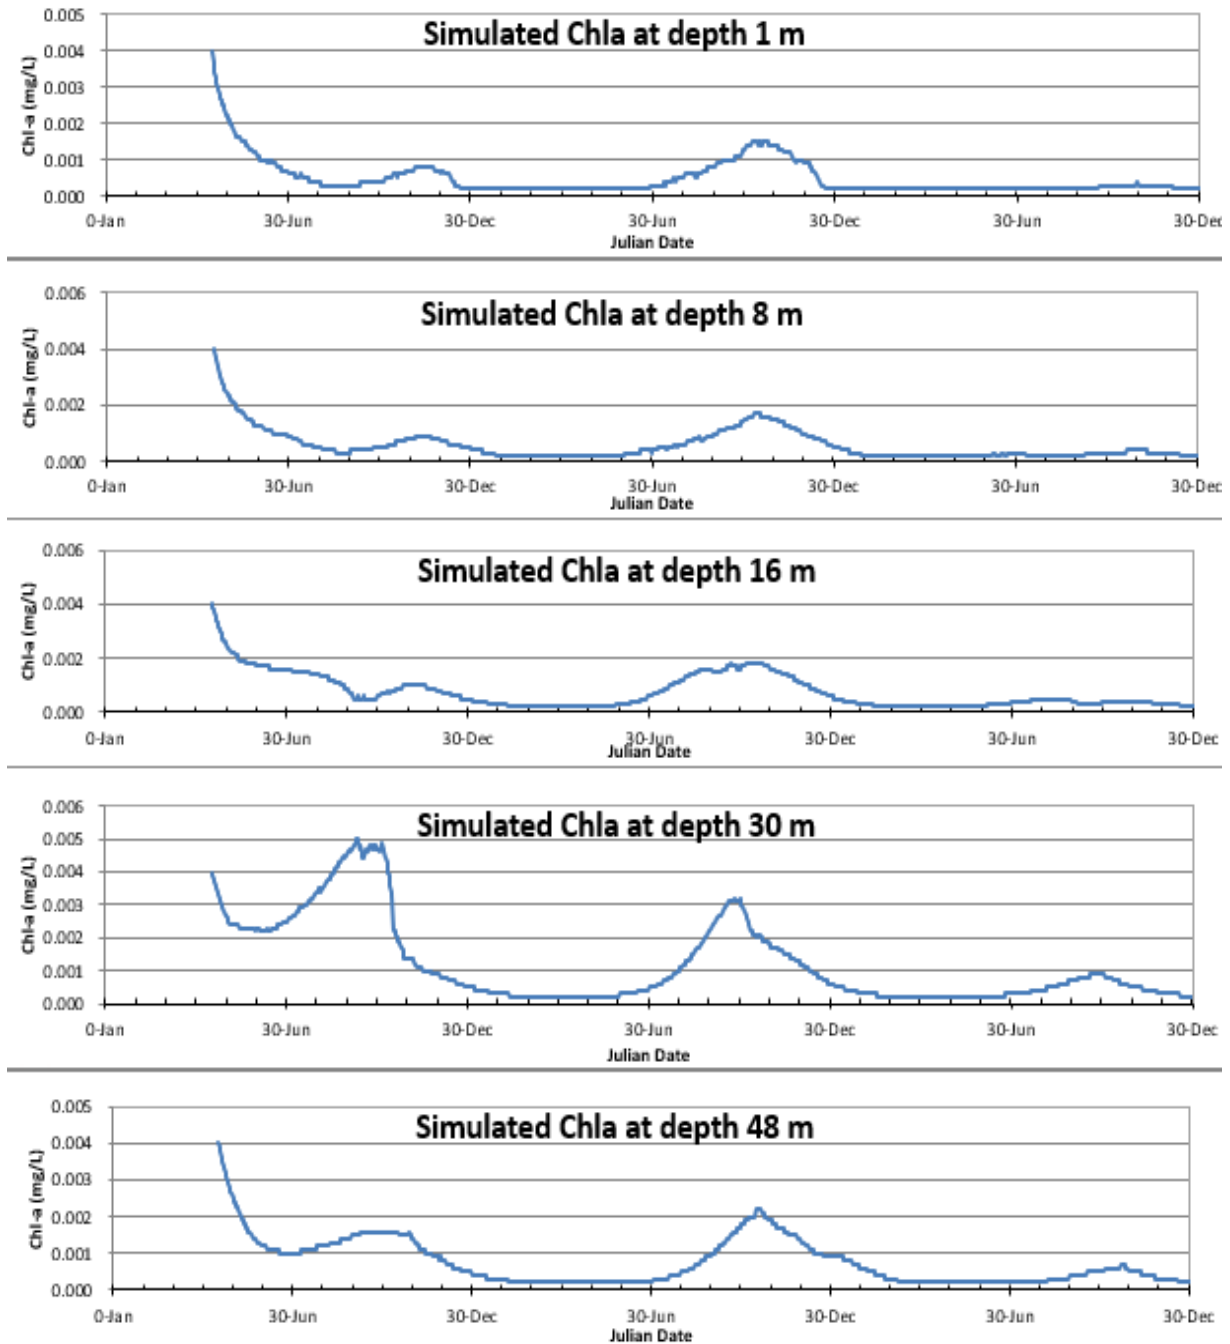 Simulated Chla at depth 1 m
Chl-a (mg/L)
0.005
0.004
0.003
0.002
0.001
0.000
0-Jan 30-Jun 30-Dec 30-Jun 30-Dec 30-Jun 30-Dec
Julian Date
Simulated Chla at depth 8 m
Chl-a (mg/L)
0.006
0.004
0.002
0.000
0-Jan 30-Jun 30-Dec 30-Jun 30-Dec 30-Jun 30-Dec
Julian Date
Simulated Chla at depth 16 m
Chl-a (mg/L)
0.006
0.004
0.002
0.000
0-Jan 30-Jun 30-Dec 30-Jun 30-Dec 30-Jun 30-Dec
Julian Date
Simulated Chla at depth 30 m
Chl-a (mg/L)
0.006
0.005
0.004
0.003
0.002
0.001
0.000
0-Jan 30-Jun 30-Dec 30-Jun 30-Dec 30-Jun 30-Dec
Julian Date
Simulated Chla at depth 48 m
Chl-a (mg/L)
0.005
0.004
0.003
0.002
0.001
0.000
0-Jan 30-Jun 30-Dec 30-Jun 30-Dec 30-Jun 30-Dec
Julian Date